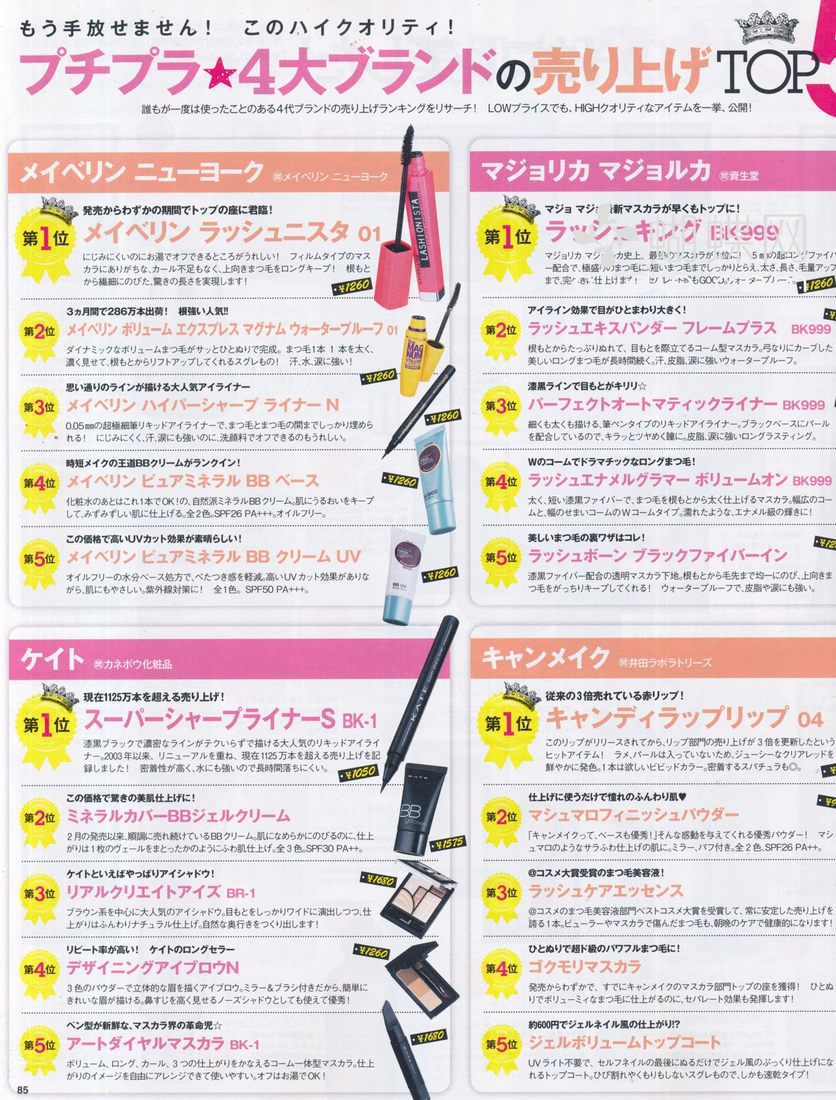 もう手放せません! このハイクオリティ!
プチプラ★4大ブランドの売り上げTOP5
誰もが一度は使ったことのある4代ブランドの売り上げランキングをリサーチ! LOWプライスでも、HIGHクオリティなアイテムを一挙、公開!
メイベリン ニューヨーク 問メイベリン ニューヨーク
第1位
発売からわずかの期間でトップの座に君臨!
メイベリン ラッシュニスタ 01
にじみにくいのにお湯でオフできるところがうれしい! フィルムタイプのマス
カラにありがちな、カール不足もなく、上向きまつ毛をロングキープ! 根もと
から繊細にのびた、驚きの長さを実現します!
LASHIONISTA
¥1260
第2位
3ヵ月間で286万本出荷! 根強い人気!!
メイベリン ボリューム エクスプレス マグナム ウォータープルーフ 01
ダイナミックなボリュームまつ毛がサッとひとぬりで完成。まつ毛1本1本を太く、
濃く見せて、根もとからリフトアップしてくれるスグレもの! 汗、水、涙に強い!
MAGNUM
¥1260
第3位
思い通りのラインが描ける大人気アイライナー
メイベリン ハイパーシャープ ライナー N
0.05㎜の超極細筆リキッドアイライナーで、まつ毛とまつ毛の間までしっかり埋めら
れる! にじみにくく、汗、涙にも強いのに、洗顔料でオフできるのもうれしい。
¥1260
第4位
時短メイクの王道BBクリームがランクイン!
メイベリン ピュアミネラル BB ベース
化粧水のあとはこれ1本でOK!の、自然派ミネラルBBクリーム。肌にうるおいをキープ
して、みずみずしい肌に仕上げる。全2色。SPF26 PA+++。オイルフリー。
¥1260
第5位
この価格で高いUVカット効果が素晴らしい!
メイベリン ピュアミネラル BB クリーム UV
オイルフリーの水分ベース処方で、べたつき感を軽減。高いUVカット効果がありな
がら、肌にもやさしい。紫外線対策に! 全1色。SPF50 PA+++。
BB UV
¥1260
マジョリカ マジョルカ 問資生堂
第1位
マジョ マジョ最新マスカラが早くもトップに!
ラッシュキング BK999
¥1260
第2位
アイライン効果で目がひとまわり大きく!
ラッシュエキスパンダー フレームプラス BK999
根もとからたっぷりぬれて、目もとを際立てるコーム型マスカラ。弓なりにカーブした
美しいロングまつ毛が長時間続く。汗、皮脂、涙に強いウォータープルーフ。
第3位
漆黒ラインで目もとがキリリ☆
パーフェクトオートマティックライナー BK999
細くも太くも描ける、筆ペンタイプのリキッドアイライナー。ブラックベースにパール
を配合しているので、キラッとツヤめく瞳に。皮脂、涙に強いロングラスティング。
第4位
Wのコームでドラマチックなロングまつ毛!
ラッシュエナメルグラマー ボリュームオン BK999
太く、短い漆黒ファイバーで、まつ毛を根もとから太く仕上げるマスカラ。幅広のコー
ムと、幅のせまいコームのWコームタイプ。濡れたような、エナメル級の輝きに!
第5位
美しいまつ毛の裏ワザはコレ!
ラッシュボーン ブラックファイバーイン
漆黒ファイバー配合の透明マスカラ下地。根もとから毛先まで均一にのび、上向きま
つ毛をがっちりキープしてくれる! ウォータープルーフで、皮脂や涙にも強い。
ケイト 問カネボウ化粧品
第1位
現在1125万本を超える売り上げ!
スーパーシャープライナーS BK-1
漆黒ブラックで濃密なラインがテクいらずで描ける大人気のリキッドアイライ
ナー。2003年以来、リニューアルを重ね、現在1125万本を超える売り上げを記
録しました! 密着性が高く、水にも強いので長時間落ちにくい。
KATE
¥1050
第2位
この価格で驚きの美肌仕上げに!
ミネラルカバーBBジェルクリーム
2月の発売以来、順調に売れ続けているBBクリーム。肌になめらかにのびるのに、仕上
がりは1枚のヴェールをまとったかのようにふわ肌仕上げ。全3色。SPF30 PA++。
KATE
BB
¥1575
第3位
ケイトといえばやっぱりアイシャドウ!
リアルクリエイトアイズ BR-1
ブラウン系を中心に大人気のアイシャドウ。目もとをしっかりワイドに演出しつつ、仕
上がりはふんわりナチュラル仕上げ。自然な奥行きをつくり出します!
¥1680
第4位
リピート率が高い! ケイトのロングセラー
デザイニングアイブロウN
3色のパウダーで立体的な眉を描くアイブロウ。ミラー&ブラシ付きだから、簡単に
きれいな眉が描ける。鼻すじを高く見せるノーズシャドウとしても使えて優秀!
¥1260
第5位
ペン型が新鮮な、マスカラ界の革命児☆
アートダイヤルマスカラ BK-1
ボリューム、ロング、カール、3つの仕上がりをかなえるコーム一体型マスカラ。仕上
がりのイメージを自由にアレンジできて使いやすい。オフはお湯でOK!
¥1680
キャンメイク 問井田ラボラトリーズ
第1位
従来の3倍売れている赤リップ!
キャンディラップリップ 04
このリップがリリースされてから、リップ部門の売り上げが3倍を更新したという
ヒットアイテム! ラメ、パールは入っていないため、ジューシーなクリアレッドを
鮮やかに発色。1本は欲しいビビッドカラー。密着するスパチュラも◎。
第2位
仕上げに使うだけで憧れのふんわり肌♥
マシュマロフィニッシュパウダー
「キャンメイクって、ベースも優秀!」そんな感動を与えてくれる優秀パウダー! マシ
ュマロのようなサラふわ仕上げの肌に。ミラー、パフ付き。全2色。SPF26 PA++。
第3位
@コスメ大賞受賞のまつ毛美容液!
ラッシュケアエッセンス
@コスメのまつ毛美容液部門ベストコスメ大賞を受賞して、常に安定した売り上げを
誇る1本。ビューラーやマスカラで傷んだまつ毛も、朝晩のケアで健康的になります!
第4位
ひとぬりで超ド級のパワフルまつ毛に!
ゴクモリマスカラ
発売からわずか、すでにキャンメイクのマスカラ部門トップの座を獲得! ひとぬ
りでボリューミィなまつ毛に仕上がるのに、セパレート効果も発揮します!
第5位
約600円でジェルネイル風の仕上がり!?
ジェルボリュームトップコート
UVライト不要で、セルフネイルの最後にぬるだけでジェル風のぷっくり仕上げにな
れるトップコート。ひび割れやくもりもしないスグレもので、しかも速乾タイプ!
85